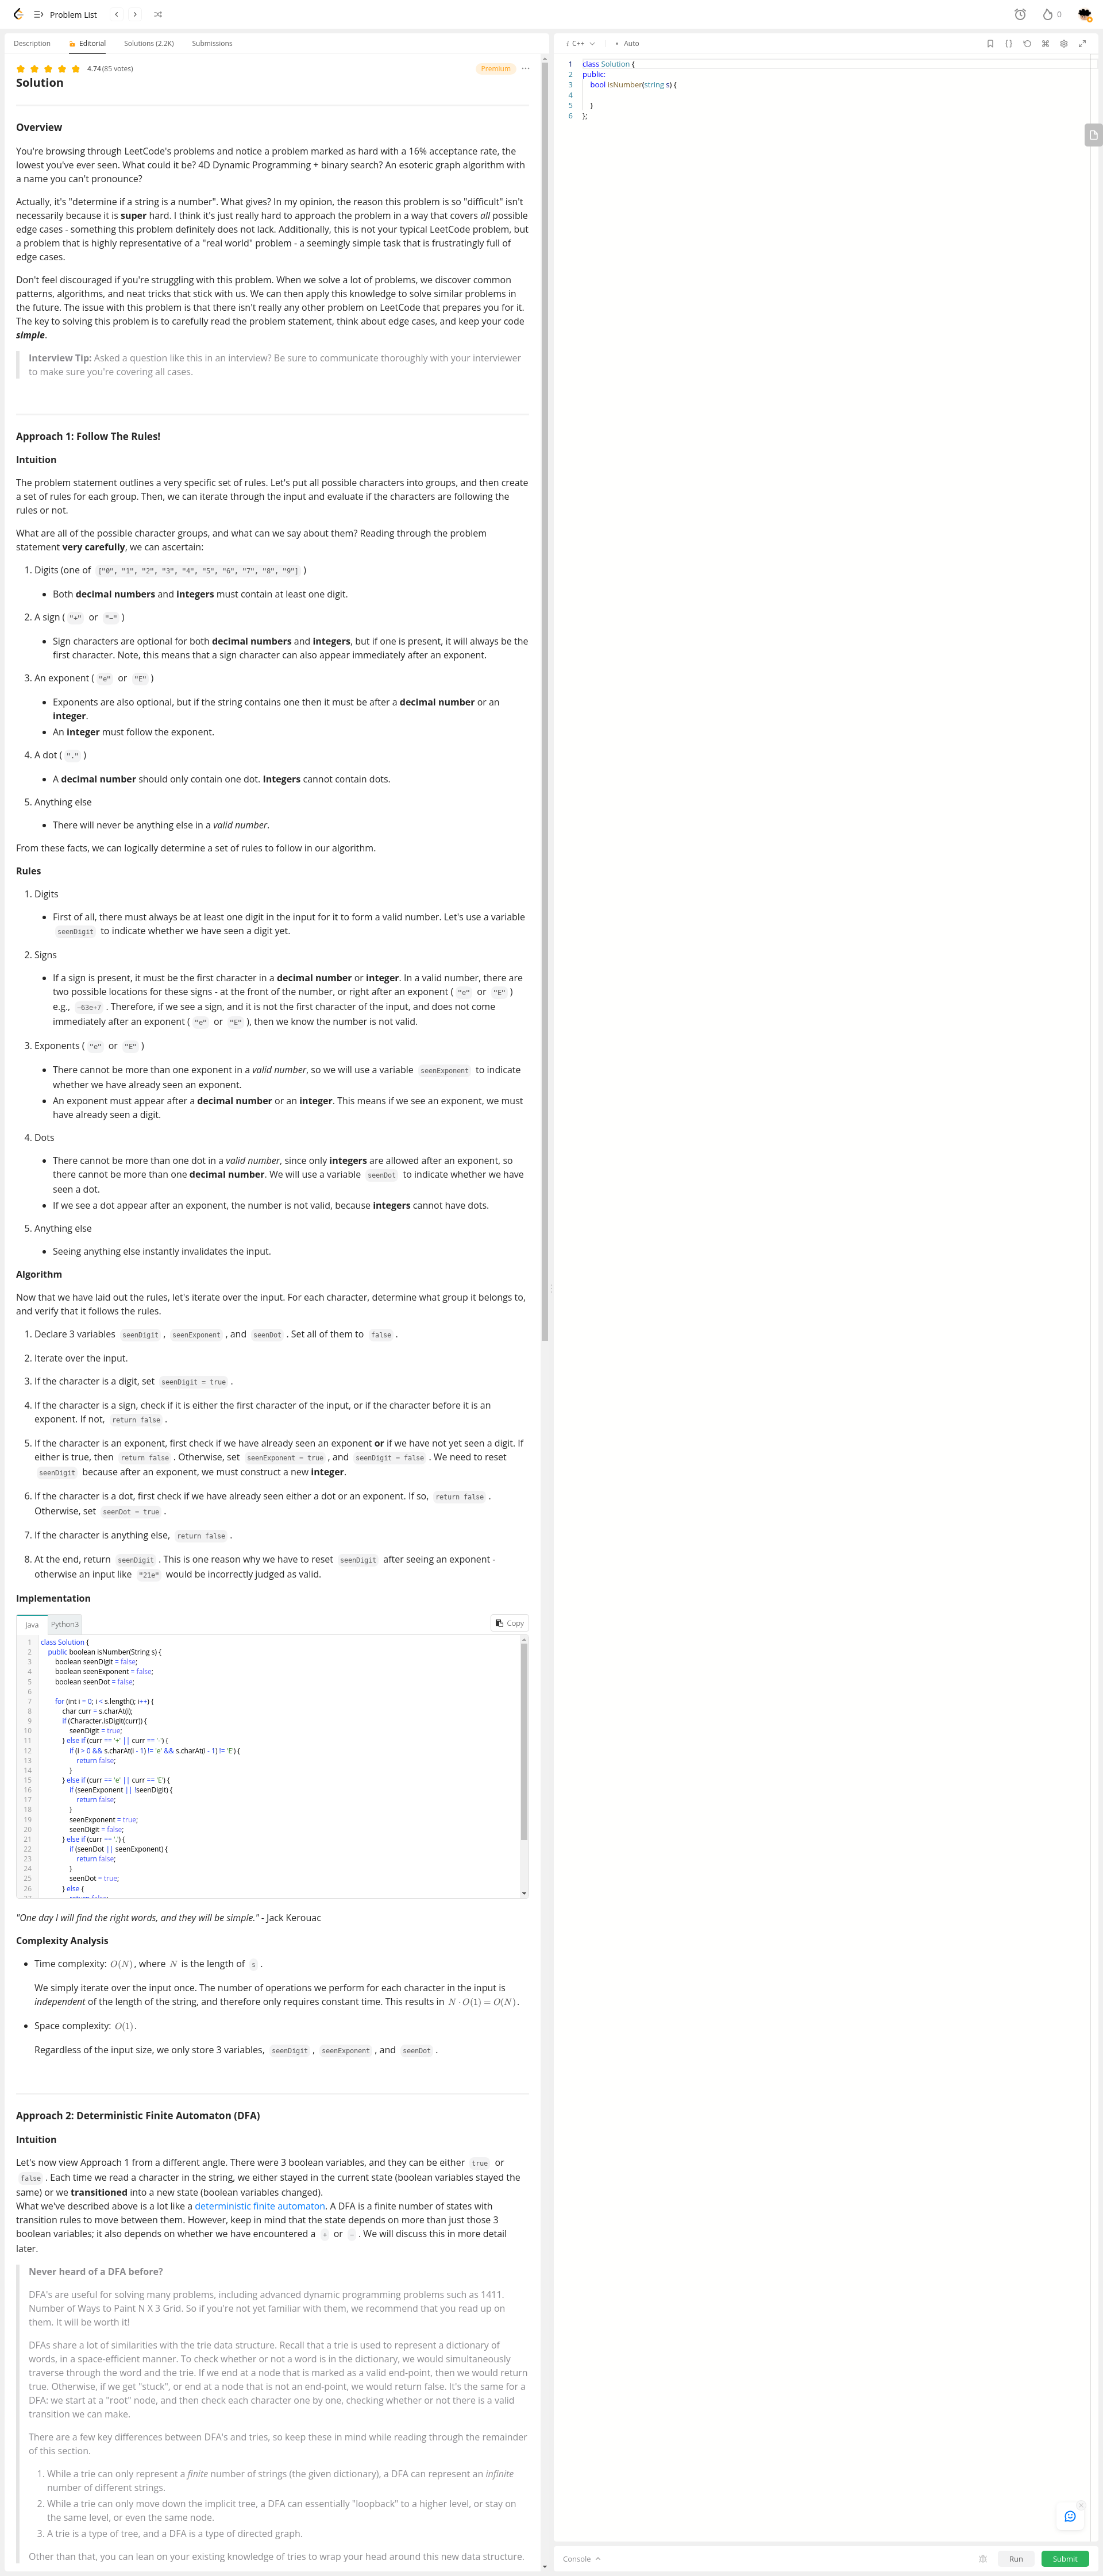 Problem List
0
Description
Editorial
Solutions (2.2K)
Submissions
4.74 (85 votes)
Premium
Solution
Overview
You're browsing through LeetCode's problems and notice a problem marked as hard with a 16% acceptance rate, the
lowest you've ever seen. What could it be? 4D Dynamic Programming + binary search? An esoteric graph algorithm with
a name you can't pronounce?
Actually, it's "determine if a string is a number". What gives? In my opinion, the reason this problem is so "difficult" isn't
necessarily because it is super hard. I think it's just really hard to approach the problem in a way that covers all possible
edge cases - something this problem definitely does not lack. Additionally, this is not your typical LeetCode problem, but
a problem that is highly representative of a "real world" problem - a seemingly simple task that is frustratingly full of
edge cases.
Don't feel discouraged if you're struggling with this problem. When we solve a lot of problems, we discover common
patterns, algorithms, and neat tricks that stick with us. We can then apply this knowledge to solve similar problems in
the future. The issue with this problem is that there isn't really any other problem on LeetCode that prepares you for it.
The key to solving this problem is to carefully read the problem statement, think about edge cases, and keep your code
simple.
Interview Tip: Asked a question like this in an interview? Be sure to communicate thoroughly with your interviewer
to make sure you're covering all cases.
Approach 1: Follow The Rules!
Intuition
The problem statement outlines a very specific set of rules. Let's put all possible characters into groups, and then create
a set of rules for each group. Then, we can iterate through the input and evaluate if the characters are following the
rules or not.
What are all of the possible character groups, and what can we say about them? Reading through the problem
statement very carefully, we can ascertain:
1. Digits (one of ["0", "1", "2", "3", "4", "5", "6", "7", "8", "9"] )
• Both decimal numbers and integers must contain at least one digit.
2. A sign ( "+" or "-" )
• Sign characters are optional for both decimal numbers and integers, but if one is present, it will always be the
first character. Note, this means that a sign character can also appear immediately after an exponent.
3. An exponent ( "e" or "E" )
• Exponents are also optional, but if the string contains one then it must be after a decimal number or an
integer.
• An integer must follow the exponent.
4. A dot ( "." )
• A decimal number should only contain one dot. Integers cannot contain dots.
5. Anything else
• There will never be anything else in a valid number.
From these facts, we can logically determine a set of rules to follow in our algorithm.
Rules
1. Digits
• First of all, there must always be at least one digit in the input for it to form a valid number. Let's use a variable
seenDigit to indicate whether we have seen a digit yet.
2. Signs
• If a sign is present, it must be the first character in a decimal number or integer. In a valid number, there are
two possible locations for these signs - at the front of the number, or right after an exponent ( "e" or "E" )
e.g., -63e+7 . Therefore, if we see a sign, and it is not the first character of the input, and does not come
immediately after an exponent ( "e" or "E" ), then we know the number is not valid.
3. Exponents ( "e" or "E" )
• There cannot be more than one exponent in a valid number, so we will use a variable seenExponent to indicate
whether we have already seen an exponent.
• An exponent must appear after a decimal number or an integer. This means if we see an exponent, we must
have already seen a digit.
4. Dots
• There cannot be more than one dot in a valid number, since only integers are allowed after an exponent, so
there cannot be more than one decimal number. We will use a variable seenDot to indicate whether we have
seen a dot.
• If we see a dot appear after an exponent, the number is not valid, because integers cannot have dots.
5. Anything else
• Seeing anything else instantly invalidates the input.
Algorithm
Now that we have laid out the rules, let's iterate over the input. For each character, determine what group it belongs to,
and verify that it follows the rules.
1. Declare 3 variables seenDigit , seenExponent , and seenDot . Set all of them to false .
2. Iterate over the input.
3. If the character is a digit, set seenDigit = true .
4. If the character is a sign, check if it is either the first character of the input, or if the character before it is an
exponent. If not, return false .
5. If the character is an exponent, first check if we have already seen an exponent or if we have not yet seen a digit. If
either is true, then return false . Otherwise, set seenExponent = true , and seenDigit = false . We need to reset
seenDigit because after an exponent, we must construct a new integer.
6. If the character is a dot, first check if we have already seen either a dot or an exponent. If so, return false .
Otherwise, set seenDot = true .
7. If the character is anything else, return false .
8. At the end, return seenDigit . This is one reason why we have to reset seenDigit after seeing an exponent -
otherwise an input like "21e" would be incorrectly judged as valid.
Implementation
Java
Python3
Copy
1 class Solution {
2 public boolean isNumber(String s) {
3 boolean seenDigit = false;
4 boolean seenExponent = false;
5 boolean seenDot = false;
6
7 for (int i = 0; i < s.length(); i++) {
8 char curr = s.charAt(i);
9 if (Character.isDigit(curr)) {
10 seenDigit = true;
11 } else if (curr == '+' || curr == '-') {
12 if (i > 0 && s.charAt(i - 1) != 'e' && s.charAt(i - 1) != 'E') {
13 return false;
14 }
15 } else if (curr == 'e' || curr == 'E') {
16 if (seenExponent || !seenDigit) {
17 return false;
18 }
19 seenExponent = true;
20 seenDigit = false;
21 } else if (curr == '.') {
22 if (seenDot || seenExponent) {
23 return false;
24 }
25 seenDot = true;
26 } else {
27 return false;
"One day I will find the right words, and they will be simple." - Jack Kerouac
Complexity Analysis
• Time complexity: O(N), where N is the length of s .
We simply iterate over the input once. The number of operations we perform for each character in the input is
independent of the length of the string, and therefore only requires constant time. This results in N · O(1) = O(N).
• Space complexity: O(1).
Regardless of the input size, we only store 3 variables, seenDigit , seenExponent , and seenDot .
Approach 2: Deterministic Finite Automaton (DFA)
Intuition
Let's now view Approach 1 from a different angle. There were 3 boolean variables, and they can be either true or
false . Each time we read a character in the string, we either stayed in the current state (boolean variables stayed the
same) or we transitioned into a new state (boolean variables changed).
What we've described above is a lot like a deterministic finite automaton. A DFA is a finite number of states with
transition rules to move between them. However, keep in mind that the state depends on more than just those 3
boolean variables; it also depends on whether we have encountered a + or - . We will discuss this in more detail
later.
Never heard of a DFA before?
DFA's are useful for solving many problems, including advanced dynamic programming problems such as 1411.
Number of Ways to Paint N X 3 Grid. So if you're not yet familiar with them, we recommend that you read up on
them. It will be worth it!
DFAs share a lot of similarities with the trie data structure. Recall that a trie is used to represent a dictionary of
words, in a space-efficient manner. To check whether or not a word is in the dictionary, we would simultaneously
traverse through the word and the trie. If we end at a node that is marked as a valid end-point, then we would return
true. Otherwise, if we get "stuck", or end at a node that is not an end-point, we would return false. It's the same for a
DFA: we start at a "root" node, and then check each character one by one, checking whether or not there is a valid
transition we can make.
There are a few key differences between DFA's and tries, so keep these in mind while reading through the remainder
of this section.
1. While a trie can only represent a finite number of strings (the given dictionary), a DFA can represent an infinite
number of different strings.
2. While a trie can only move down the implicit tree, a DFA can essentially "loopback" to a higher level, or stay on
the same level, or even the same node.
3. A trie is a type of tree, and a DFA is a type of directed graph.
Other than that, you can lean on your existing knowledge of tries to wrap your head around this new data structure.
i C++
• Auto
1 class Solution {
2 public:
3 bool isNumber(string s) {
4
5 }
6 };
Console
Run
Submit